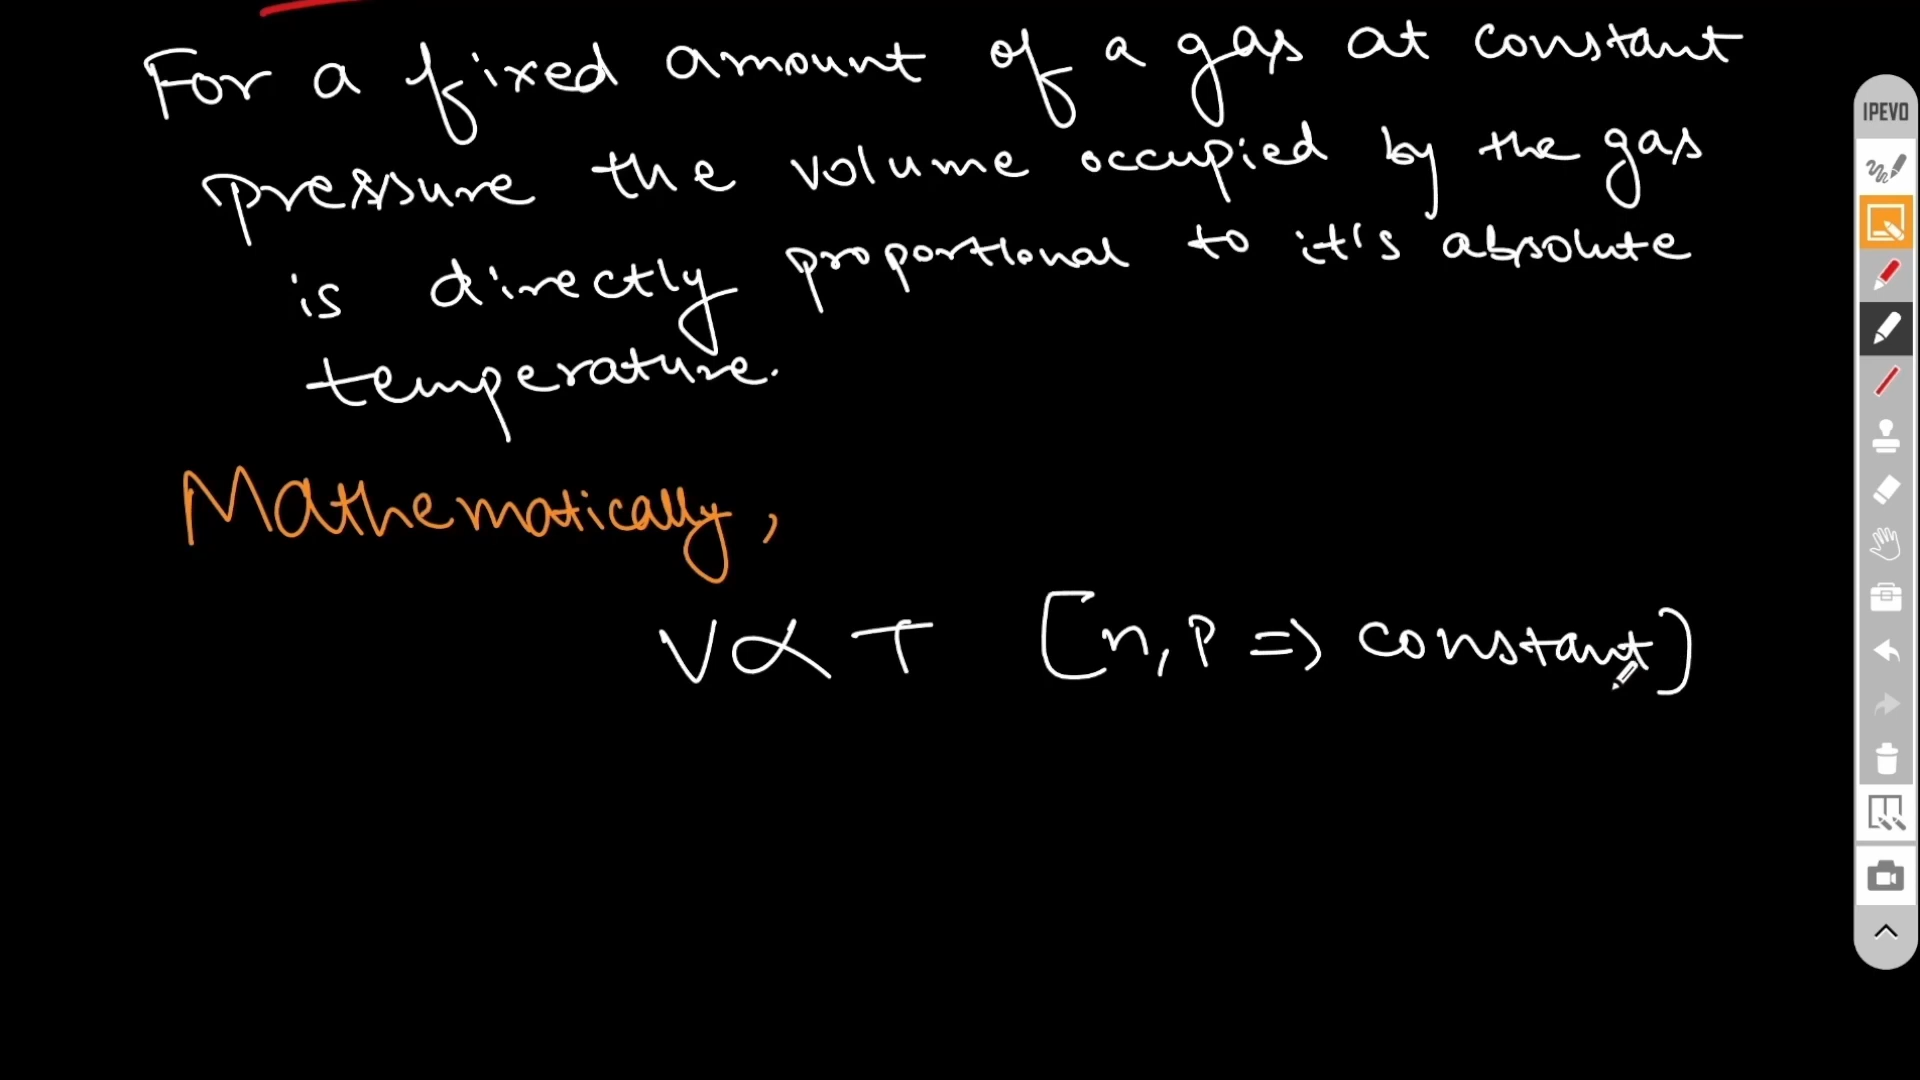 For a fixed amount of a gas at constant
pressure the volume occupied by the gas
is directly proportional to it's absolute
temperature.
Mathematically,
V ∝ T [n, P => constant]
IPEVO